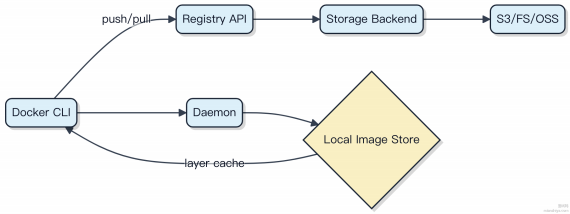 push/pull
Registry API
Storage Backend
S3/FS/OSS
Docker CLI
Daemon
Local Image Store
layer cache